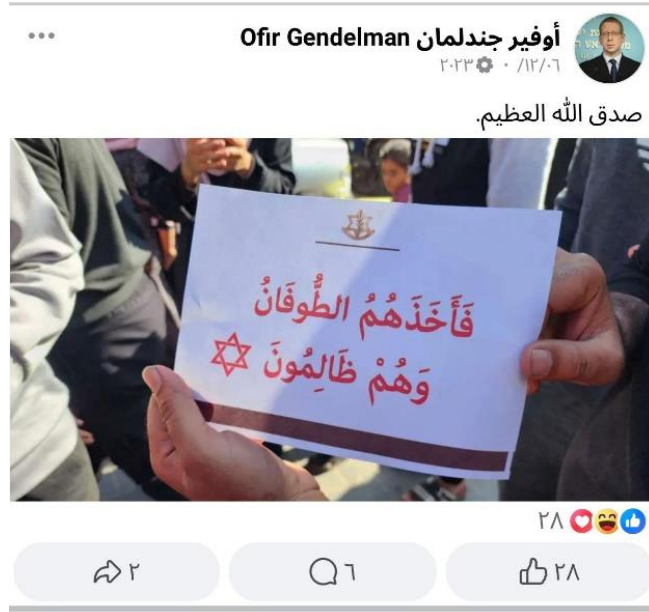 أوفير جندلمان Ofir Gendelman
٢٠٢٣/١٢/٠٦ ·
صدق الله العظيم.
فَأَخَذَهُمُ الطُّوفَانُ
وَهُمْ ظَالِمُونَ
٢٨
٢٨
٦
٢